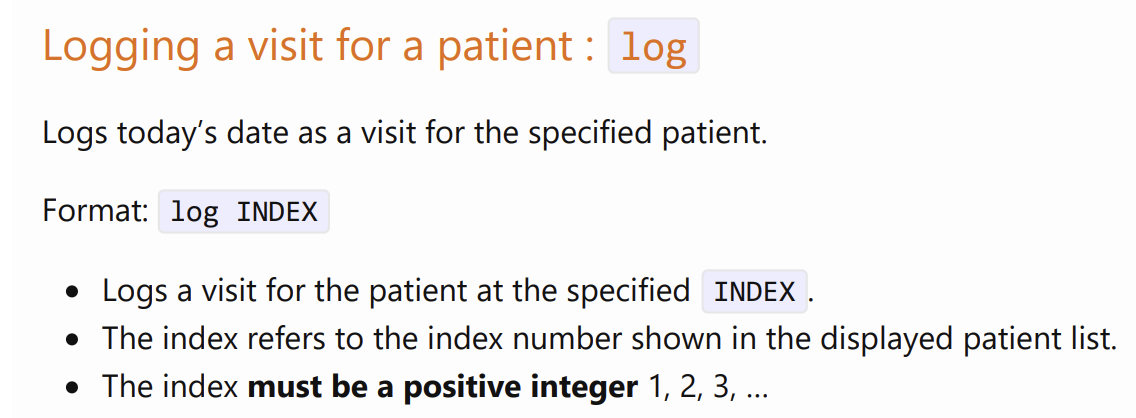 Logging a visit for a patient : log
Logs today’s date as a visit for the specified patient.
Format: log INDEX
• Logs a visit for the patient at the specified INDEX.
• The index refers to the index number shown in the displayed patient list.
• The index must be a positive integer 1, 2, 3, …